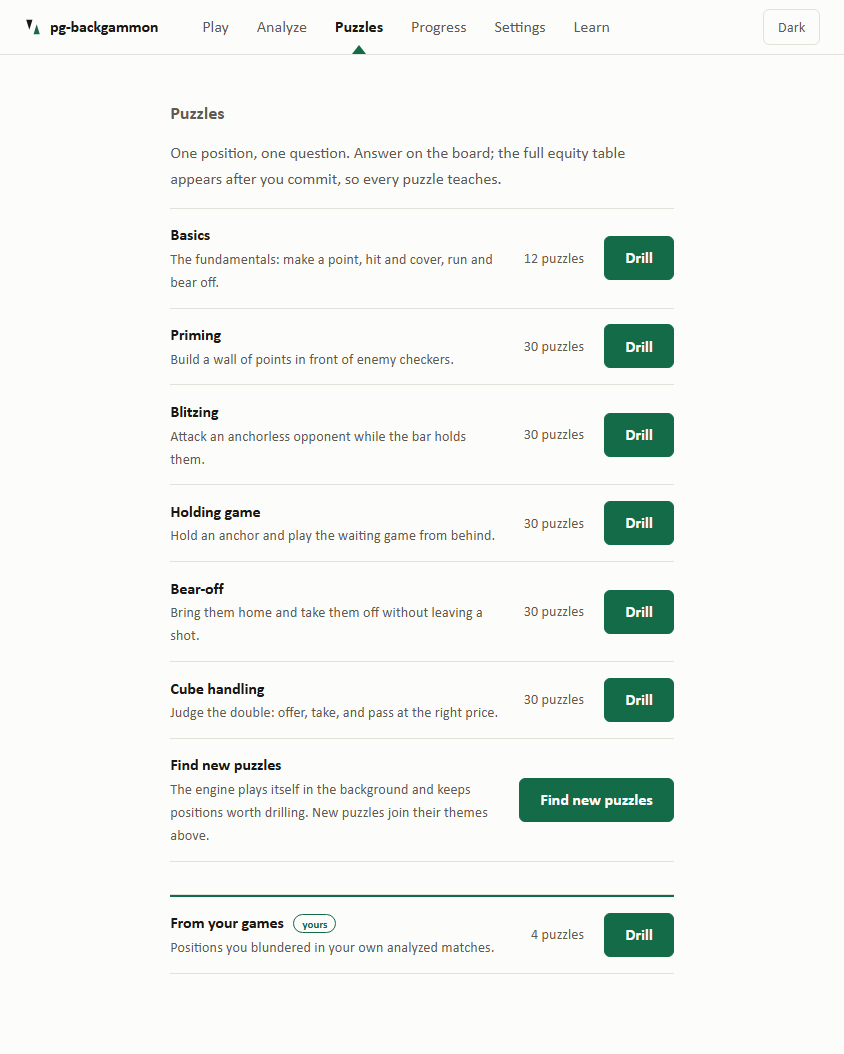 pg-backgammon Play Analyze Puzzles Progress Settings Learn Dark
Puzzles
One position, one question. Answer on the board; the full equity table
appears after you commit, so every puzzle teaches.
Basics
The fundamentals: make a point, hit and cover, run and
bear off.
12 puzzles
Drill
Priming
Build a wall of points in front of enemy checkers.
30 puzzles
Drill
Blitzing
Attack an anchorless opponent while the bar holds
them.
30 puzzles
Drill
Holding game
Hold an anchor and play the waiting game from behind.
30 puzzles
Drill
Bear-off
Bring them home and take them off without leaving a
shot.
30 puzzles
Drill
Cube handling
Judge the double: offer, take, and pass at the right price.
30 puzzles
Drill
Find new puzzles
The engine plays itself in the background and keeps
positions worth drilling. New puzzles join their themes
above.
Find new puzzles
From your games yours
Positions you blundered in your own analyzed matches.
4 puzzles
Drill